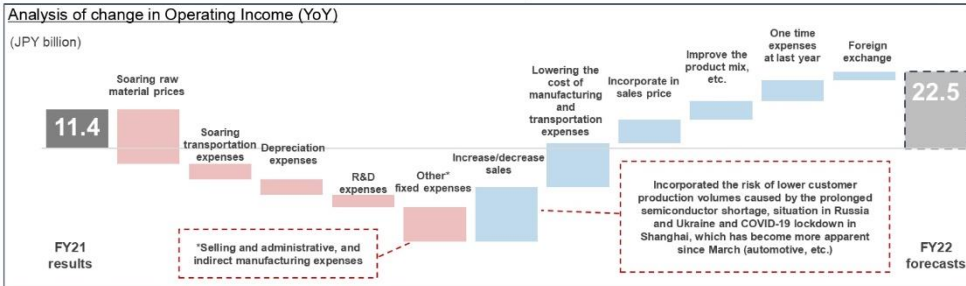 Analysis of change in Operating Income (YoY)
(JPY billion)
11.4
FY21
results
Soaring raw
material prices
Soaring
transportation
expenses
Depreciation
expenses
R&D
expenses
Other*
fixed expenses
Increase/decrease
sales
Lowering the
cost of
manufacturing
and
transportation
expenses
Incorporate in
sales price
Improve the
product mix,
etc.
One time
expenses
at last year
Foreign
exchange
22.5
FY22
forecasts
*Selling and administrative, and
indirect manufacturing expenses
Incorporated the risk of lower customer
production volumes caused by the prolonged
semiconductor shortage, situation in Russia
and Ukraine and COVID-19 lockdown in
Shanghai, which has become more apparent
since March (automotive, etc.)